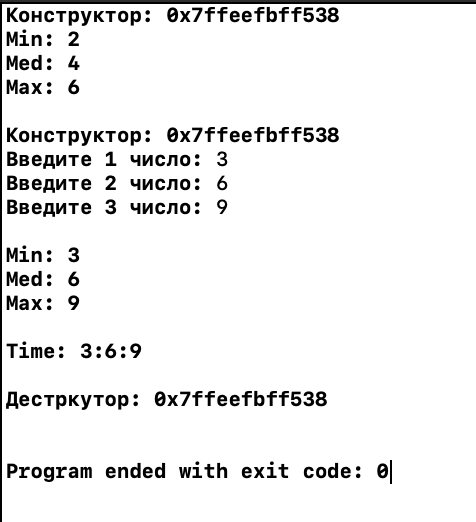 Конструктор: 0x7ffeefbff538
Min: 2
Med: 4
Max: 6
Конструктор: 0x7ffeefbff538
Введите 1 число: 3
Введите 2 число: 6
Введите 3 число: 9
Min: 3
Med: 6
Max: 9
Time: 3:6:9
Дестркутор: 0x7ffeefbff538
Program ended with exit code: 0